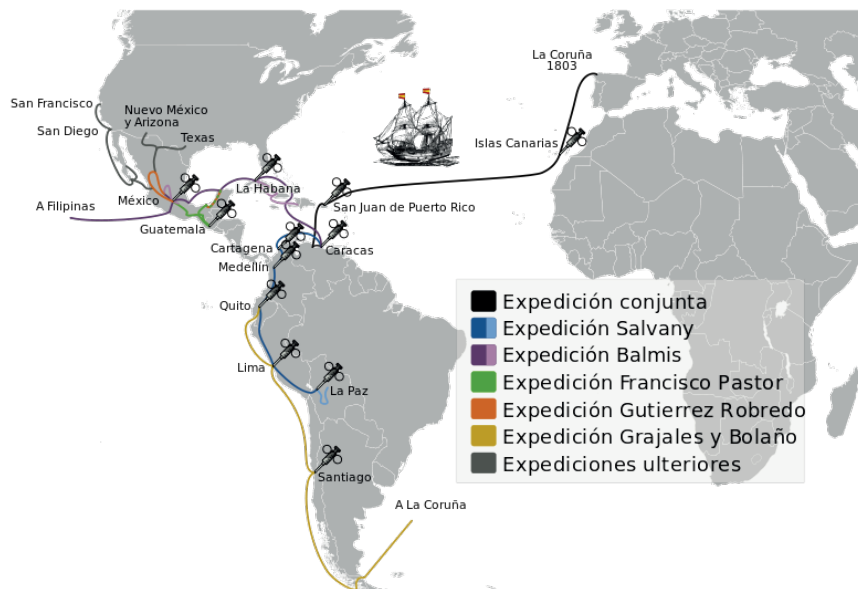 La Coruña
1803
San Francisco
Nuevo México
y Arizona
San Diego
Texas
Islas Canarias
La Habana
México
A Filipinas
San Juan de Puerto Rico
Guatemala
Cartagena
Caracas
Medellín
Quito
Lima
La Paz
Santiago
A La Coruña
Expedición conjunta
Expedición Salvany
Expedición Balmis
Expedición Francisco Pastor
Expedición Gutierrez Robredo
Expedición Grajales y Bolaño
Expediciones ulteriores